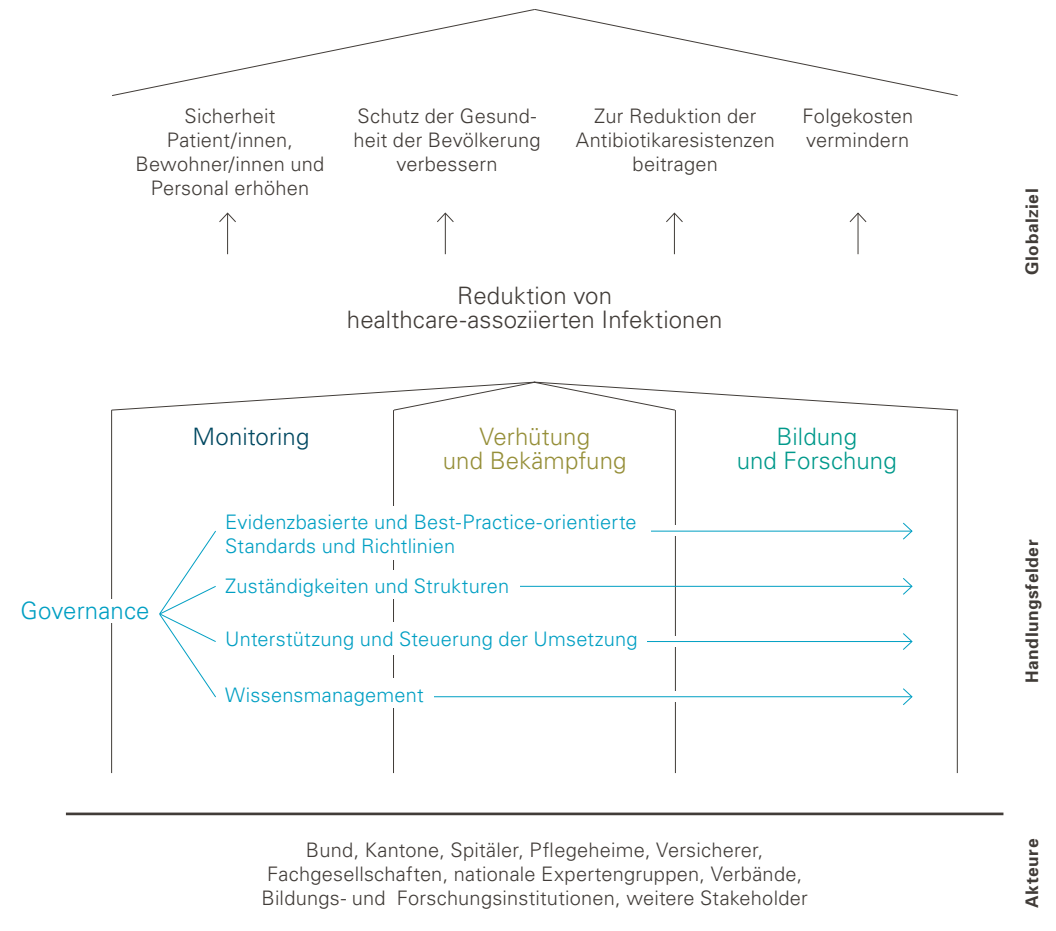 Sicherheit
Patient/innen,
Bewohner/innen und
Personal erhöhen
Schutz der Gesund-
heit der Bevölkerung
verbessern
Zur Reduktion der
Antibiotikaresistenzen
beitragen
Folgekosten
vermindern
Globalziel
Reduktion von
healthcare-assoziierten Infektionen
Monitoring
Verhütung
und Bekämpfung
Bildung
und Forschung
Governance
Evidenzbasierte und Best-Practice-orientierte
Standards und Richtlinien
Zuständigkeiten und Strukturen
Unterstützung und Steuerung der Umsetzung
Wissensmanagement
Handlungsfelder
Bund, Kantone, Spitäler, Pflegeheime, Versicherer,
Fachgesellschaften, nationale Expertengruppen, Verbände,
Bildungs- und Forschungsinstitutionen, weitere Stakeholder
Akteure